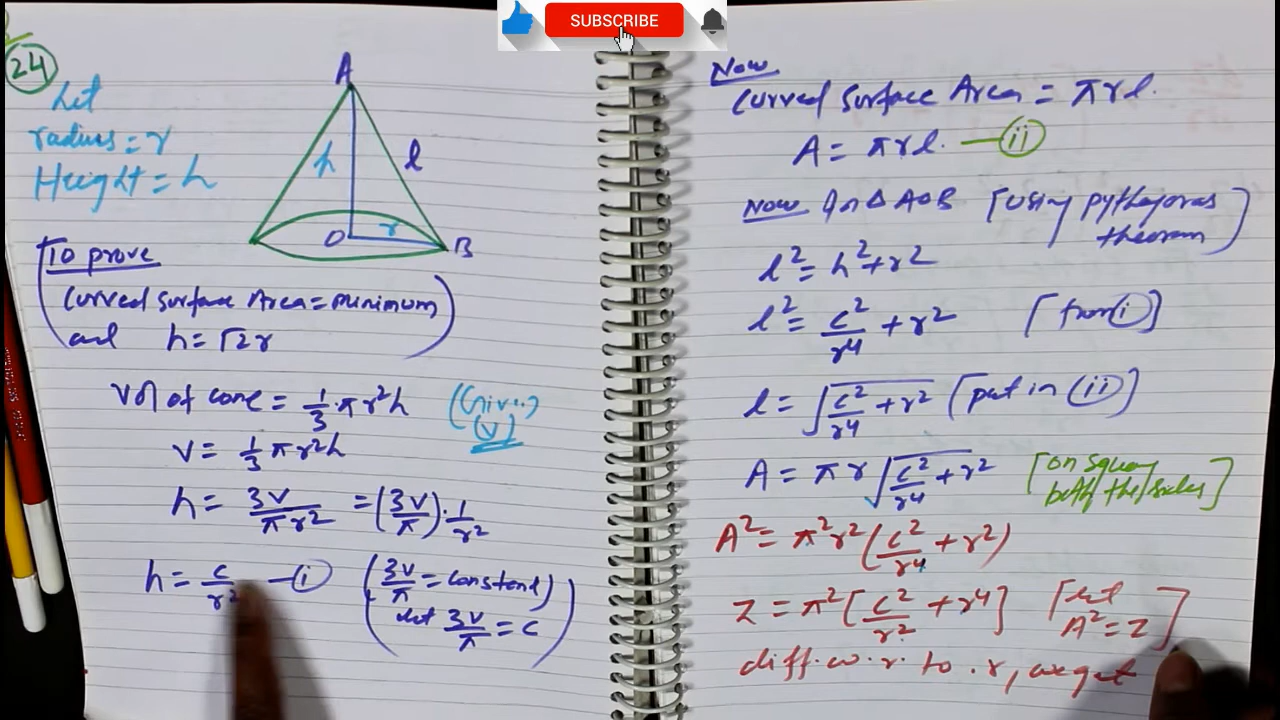 SUBSCRIBE
24
Let
radius = r
Height = h
A
h
l
O
r
B
To prove
Curved surface Area = minimum
and h = √2r
Vol of cone = 1/3 · πr²h (Given) (V)
V = 1/3 πr²h
h = 3V/πr² = (3V/π) · 1/r²
h = c/r² —(i) (3V/π = constant)
let 3V/π = c
Now
Curved Surface Area = πrl.
A = πrl. —(ii)
Now In Δ AOB [Using pythagoras theorem]
l² = h² + r²
l² = c²/r⁴ + r² [from (i)]
l = √(c²/r⁴ + r²) (put in (ii)]
A = πr √(c²/r⁴ + r²) [on square both the sides]
A² = π²r² (c²/r⁴ + r²)
Z = π² [c²/r² + r⁴] [let A² = Z]
diff. w. r. to. r, we get